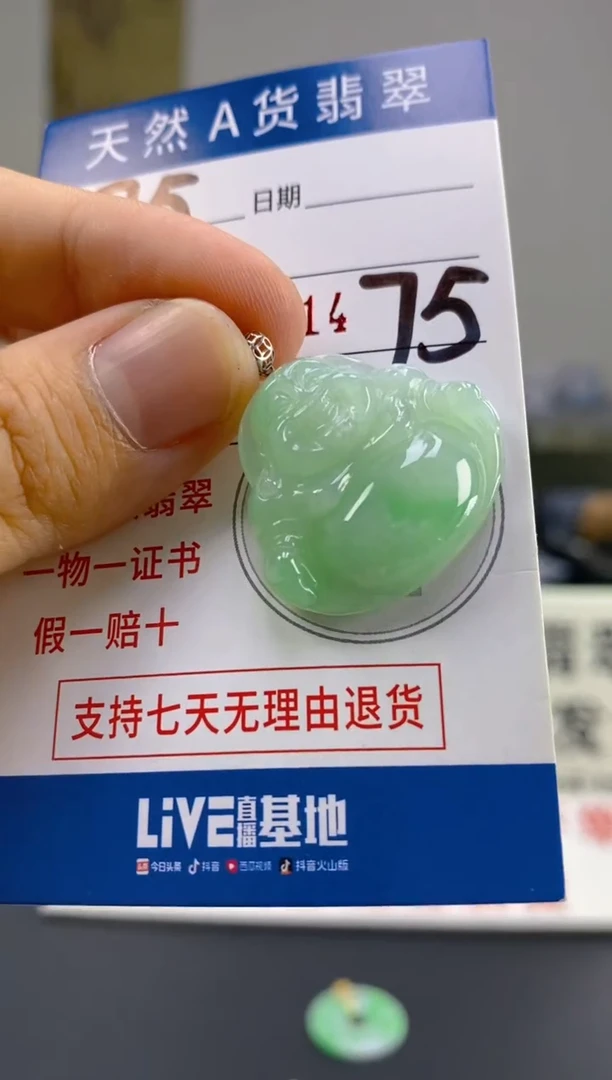 天然A货翡翠
日期
14 75
翡翠
一物一证书
假一赔十
支持七天无理由退货
LiVE直播基地
今日头条 抖音 西瓜视频 抖音火山版